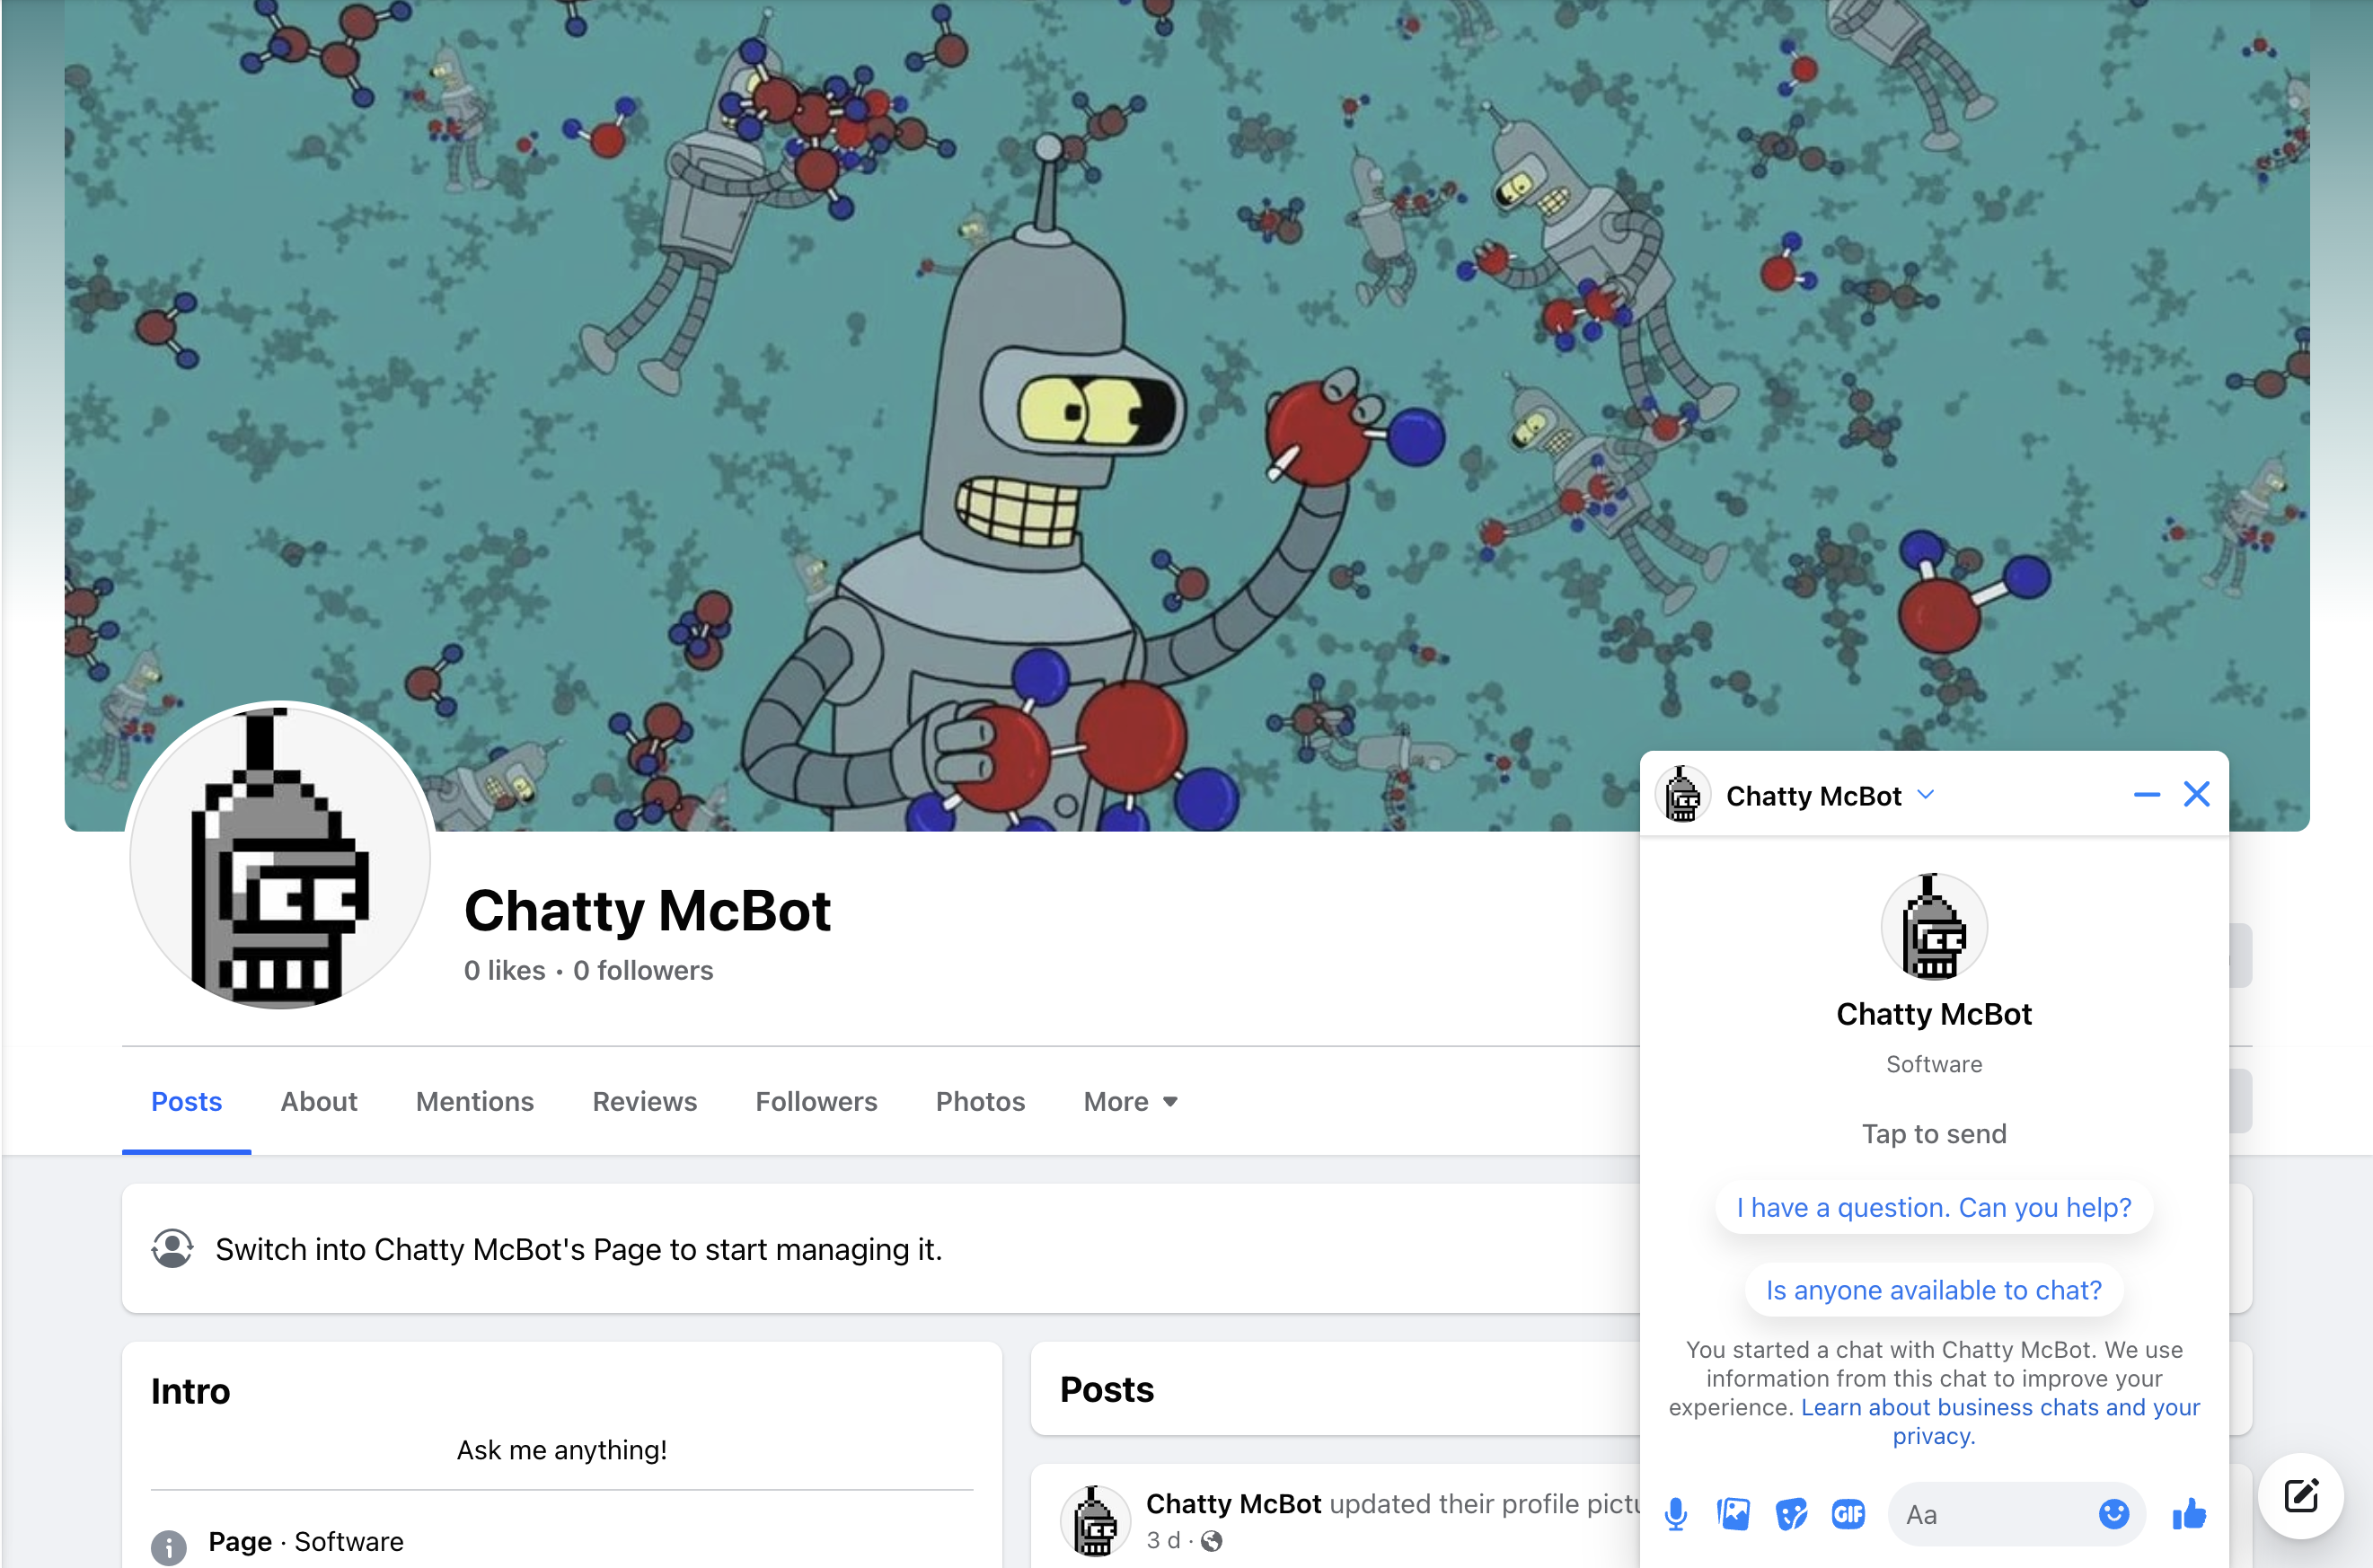 Chatty McBot
0 likes • 0 followers
Posts
About
Mentions
Reviews
Followers
Photos
More
Switch into Chatty McBot's Page to start managing it.
Intro
Ask me anything!
Page · Software
Posts
Chatty McBot updated their profile pictu
3 d ·
Chatty McBot
Chatty McBot
Software
Tap to send
I have a question. Can you help?
Is anyone available to chat?
You started a chat with Chatty McBot. We use
information from this chat to improve your
experience. Learn about business chats and your
privacy.
GIF
Aa